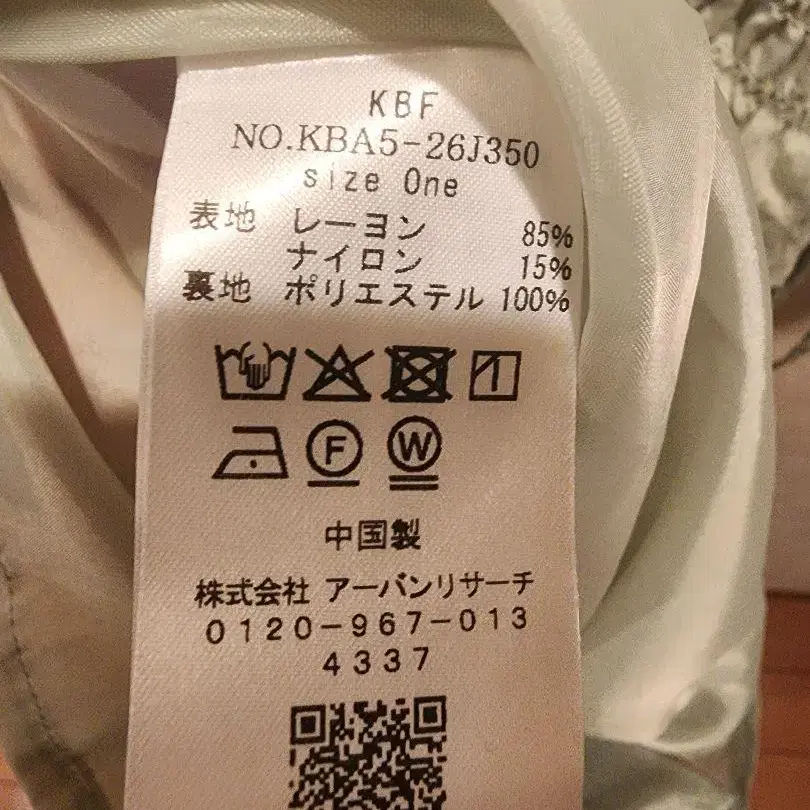 KBF
NO.KBA5-26J350
size One
表地 レーヨン 85%
ナイロン 15%
裏地 ポリエステル 100%
F W
中国製
株式会社 アーバンリサーチ
0120-967-013
4337